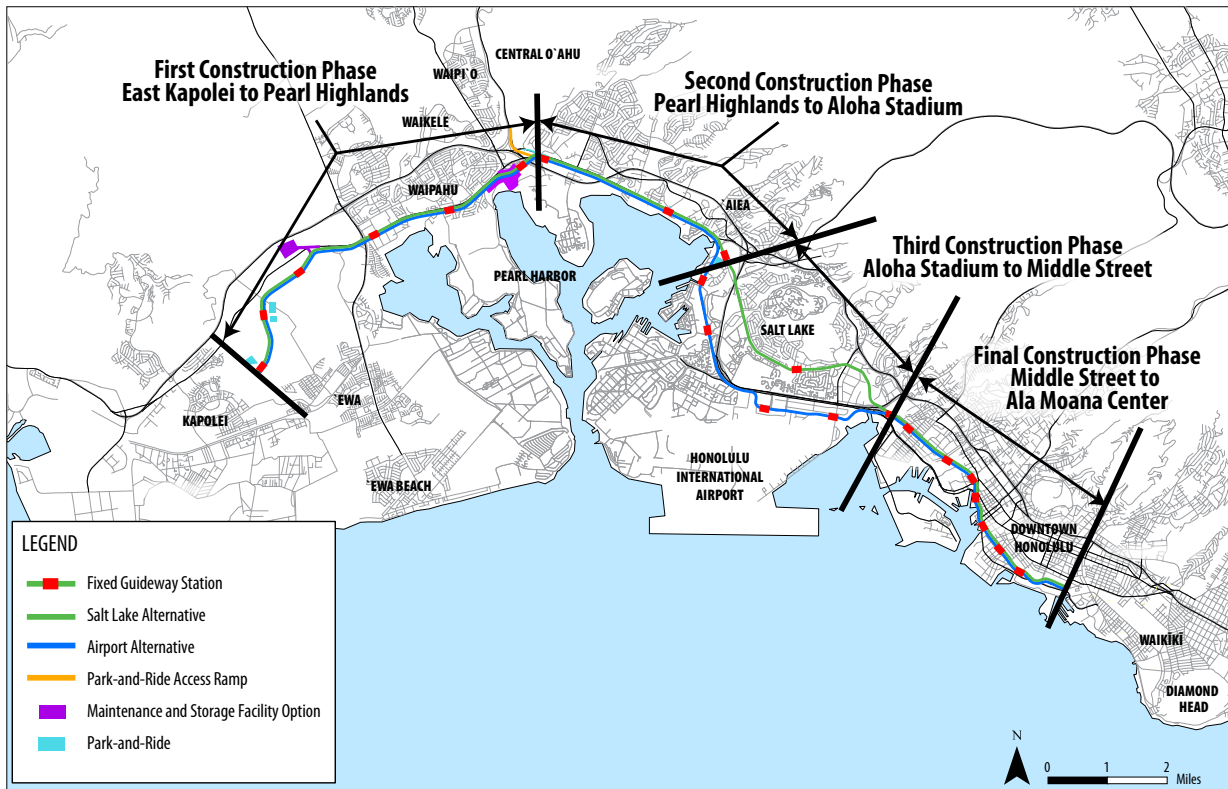 CENTRAL O`AHU
First Construction Phase
East Kapolei to Pearl Highlands
WAIPI`O
Second Construction Phase
Pearl Highlands to Aloha Stadium
WAIKELE
WAIPAHU
`AIEA
Third Construction Phase
Aloha Stadium to Middle Street
PEARL HARBOR
SALT LAKE
Final Construction Phase
Middle Street to
Ala Moana Center
`EWA
KAPOLEI
HONOLULU
INTERNATIONAL
AIRPORT
`EWA BEACH
DOWNTOWN
HONOLULU
LEGEND
Fixed Guideway Station
Salt Lake Alternative
Airport Alternative
Park-and-Ride Access Ramp
Maintenance and Storage Facility Option
Park-and-Ride
WAIKĪKĪ
DIAMOND
HEAD
N
0 1 2
Miles